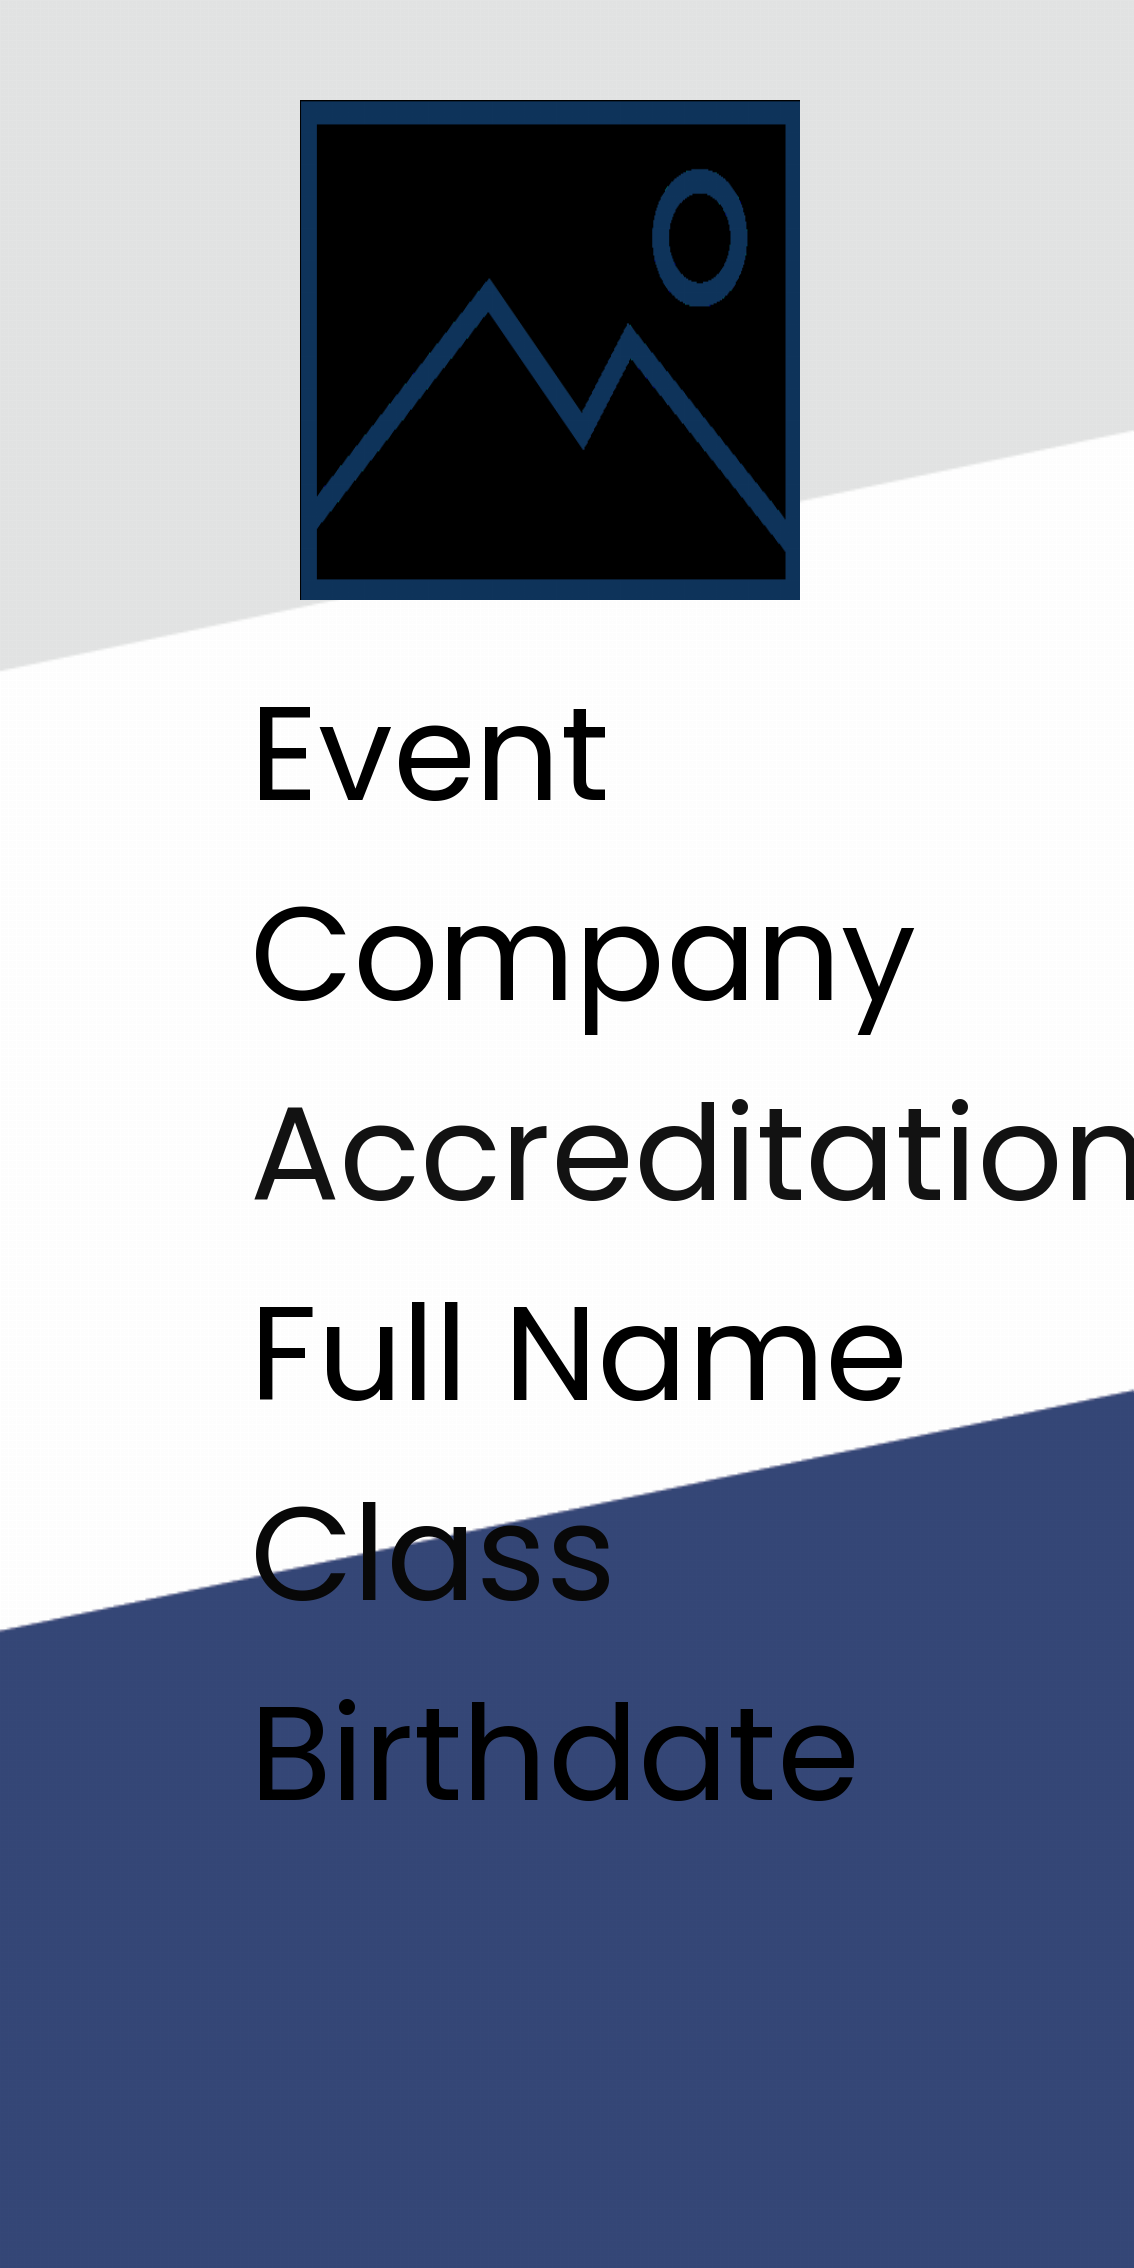 Event
Company
Accreditation
Full Name
Class
Birthdate